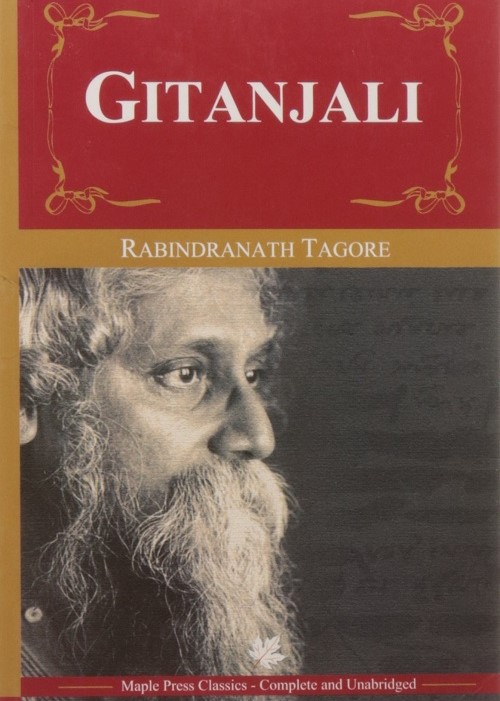 GITANJALI
RABINDRANATH TAGORE
Maple Press Classics - Complete and Unabridged